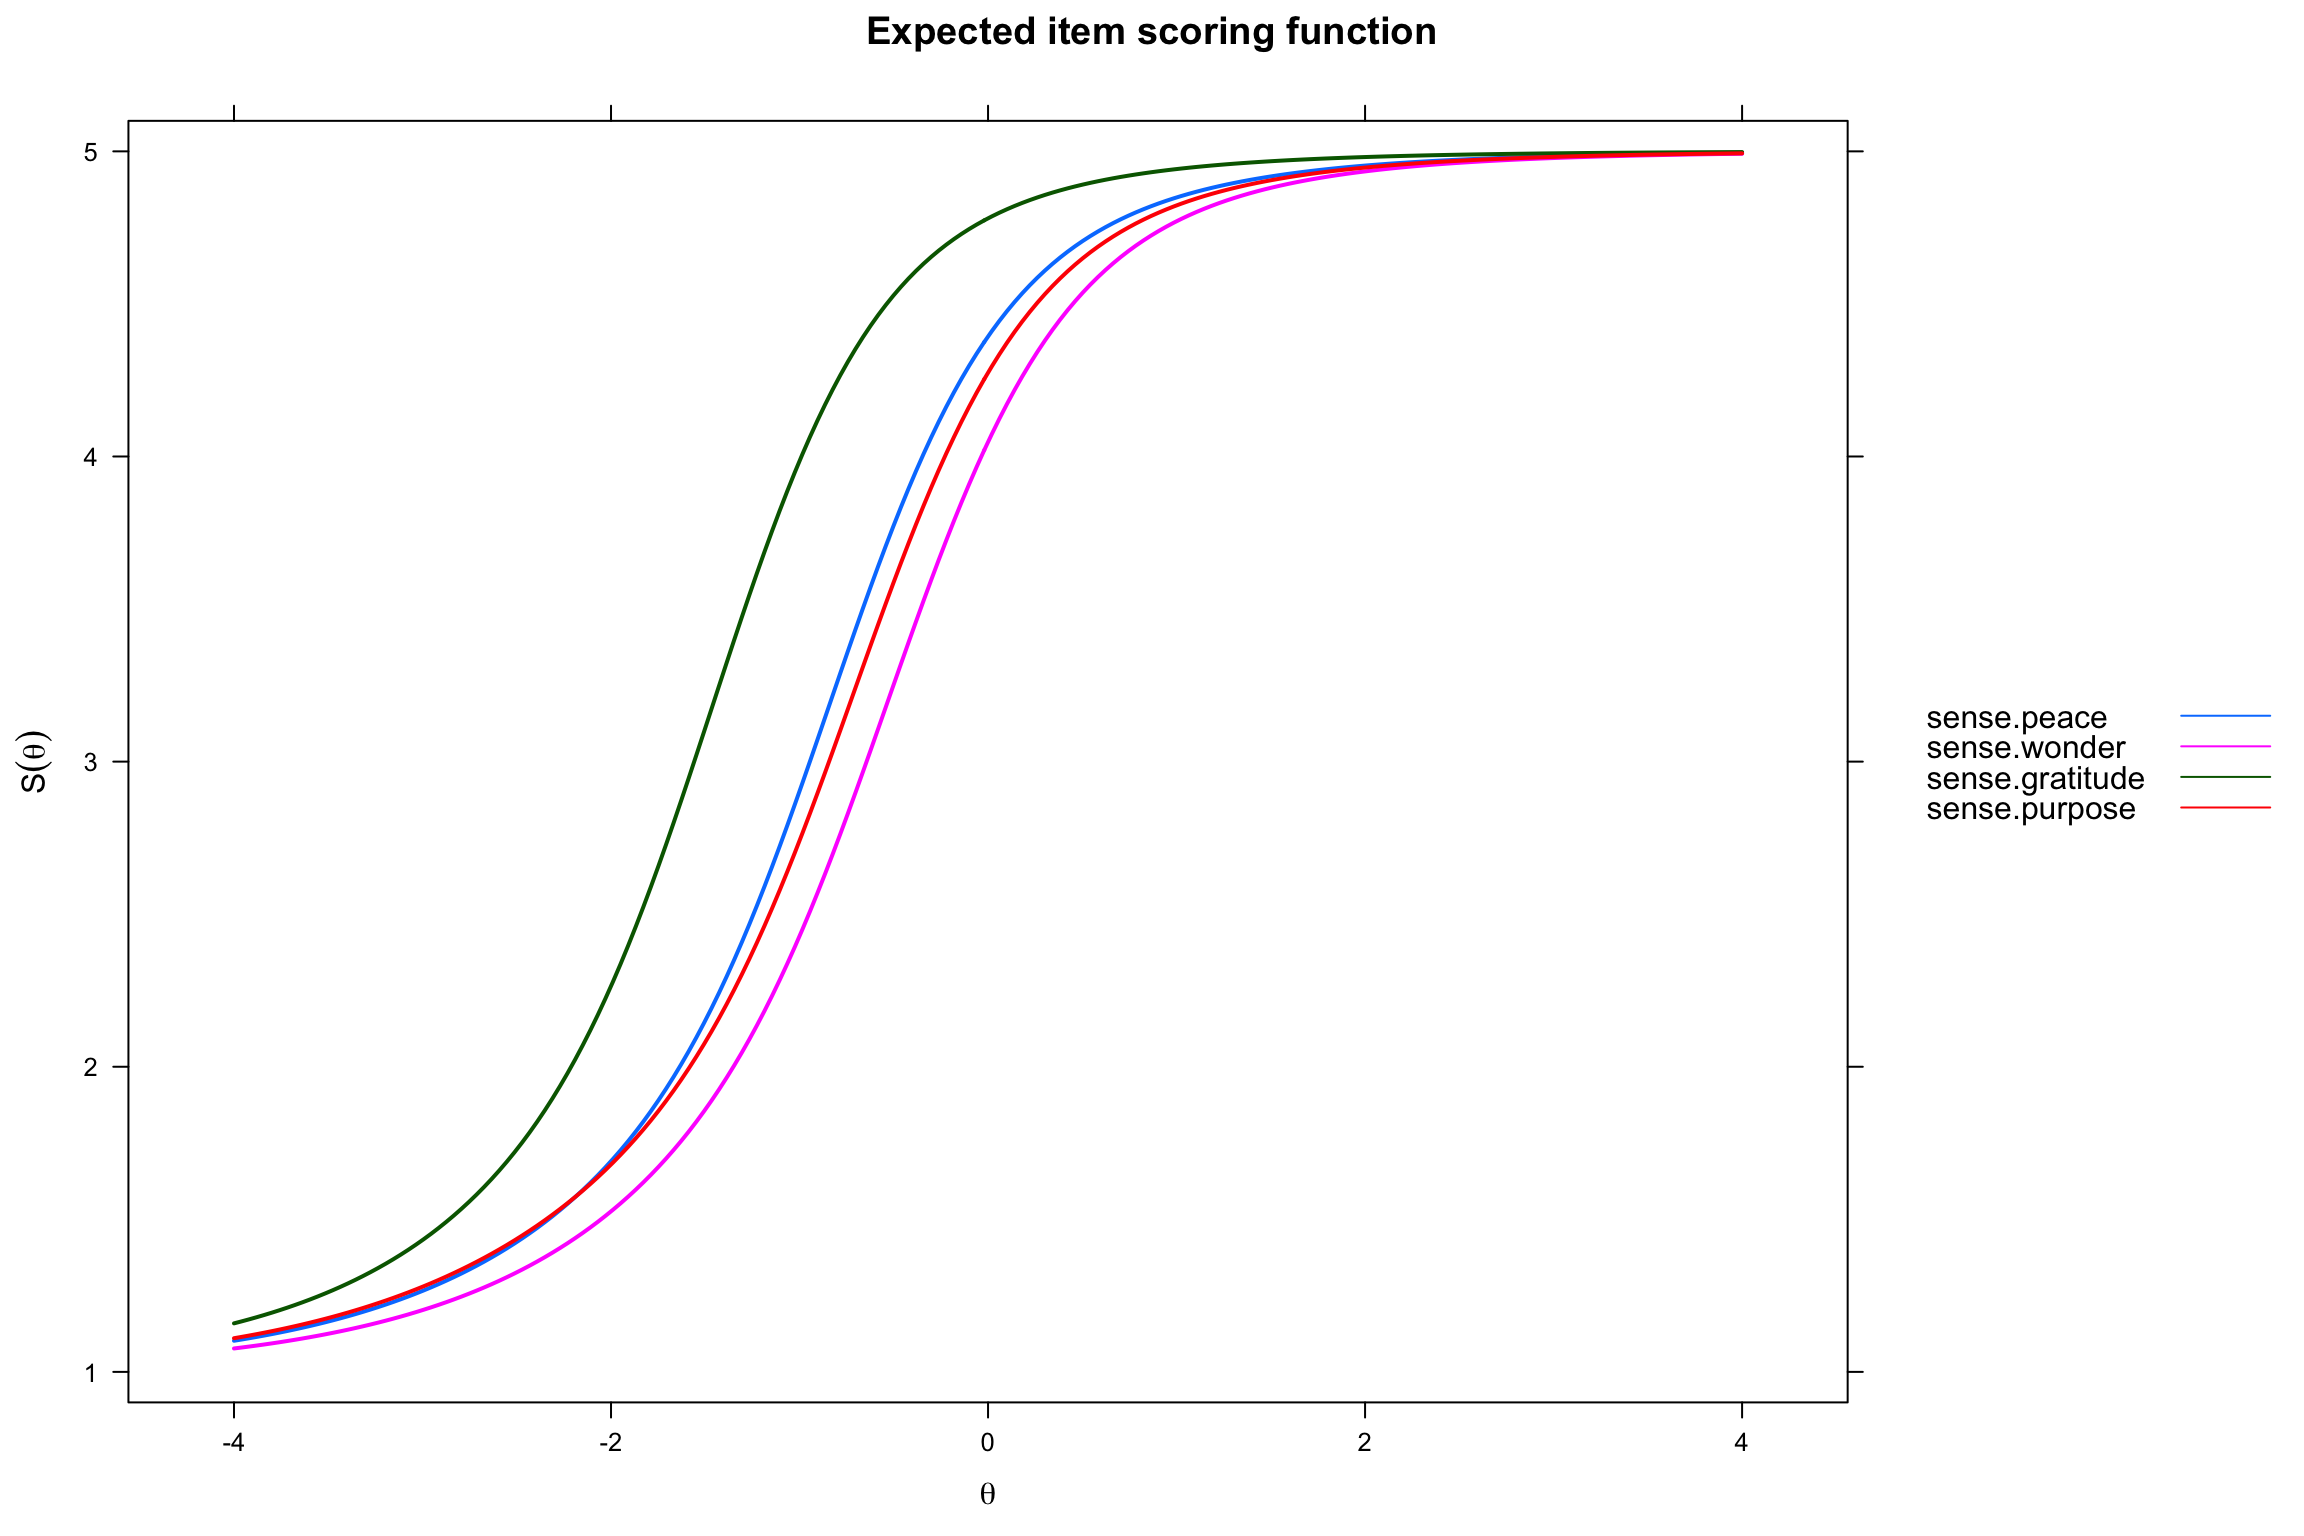 Expected item scoring function
5
4
3
2
1
S(θ)
-4 -2 0 2 4
θ
sense.peace
sense.wonder
sense.gratitude
sense.purpose